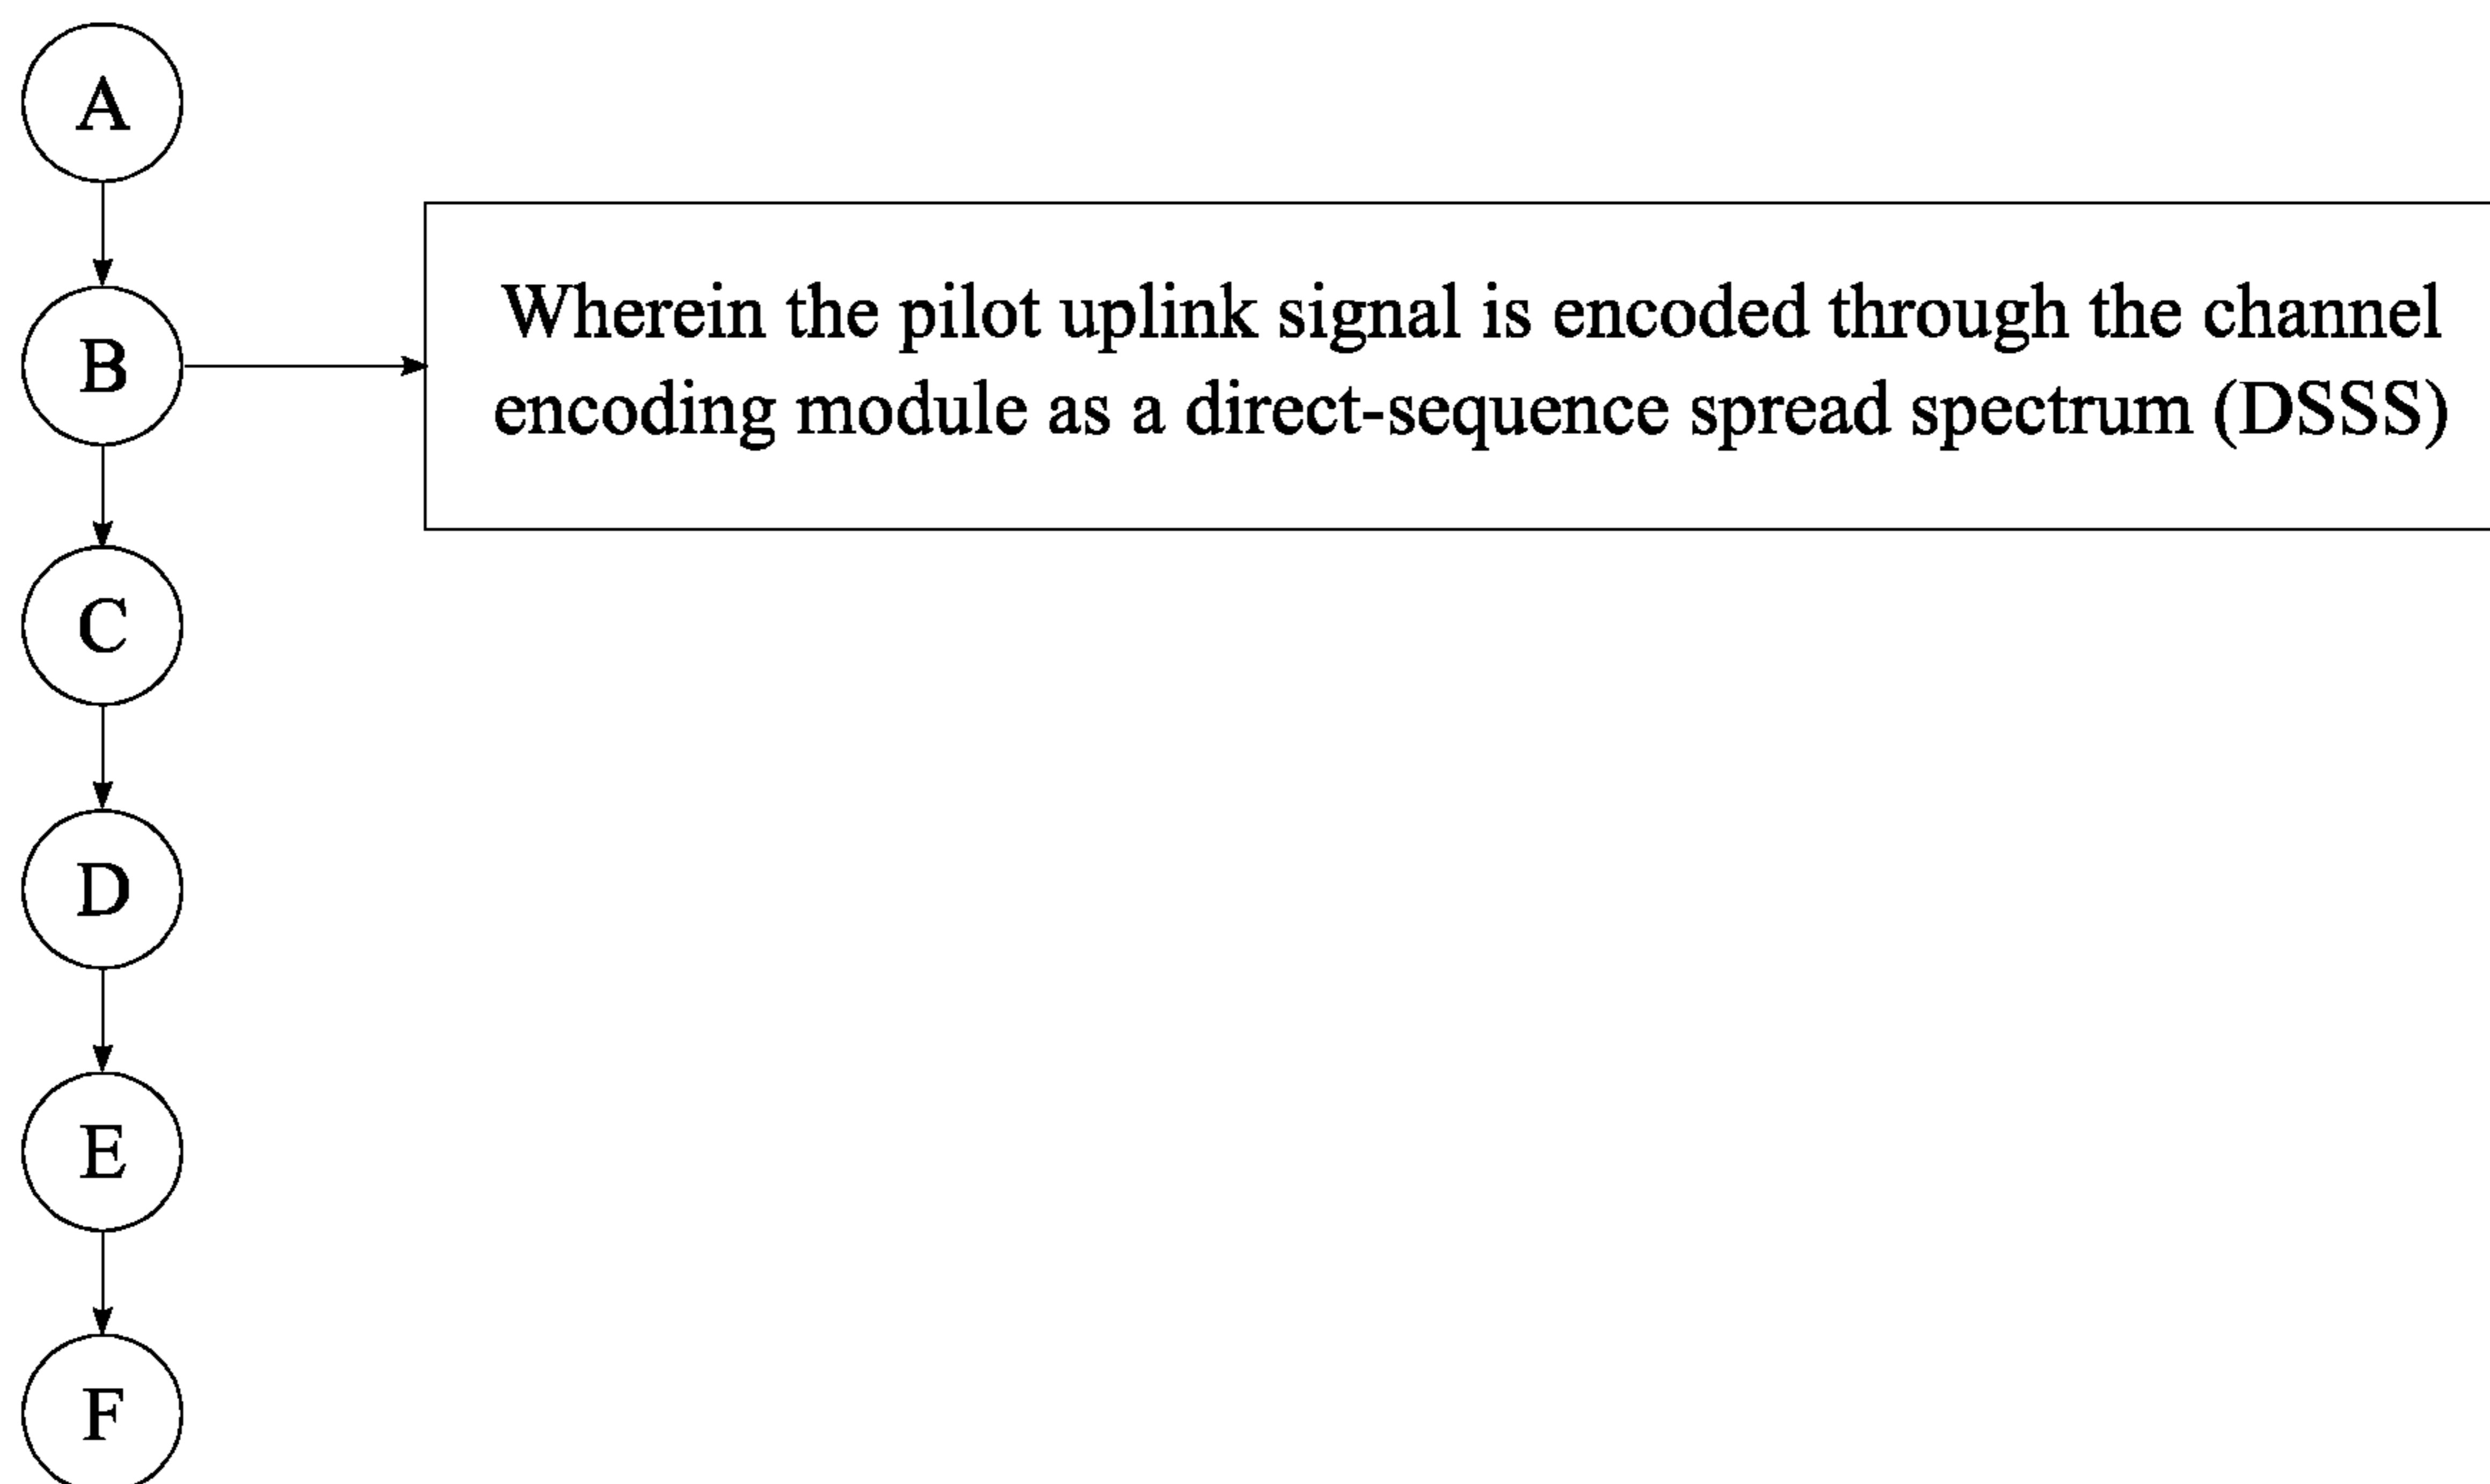 A
B
Wherein the pilot uplink signal is encoded through the channel
encoding module as a direct-sequence spread spectrum (DSSS)
C
D
E
F